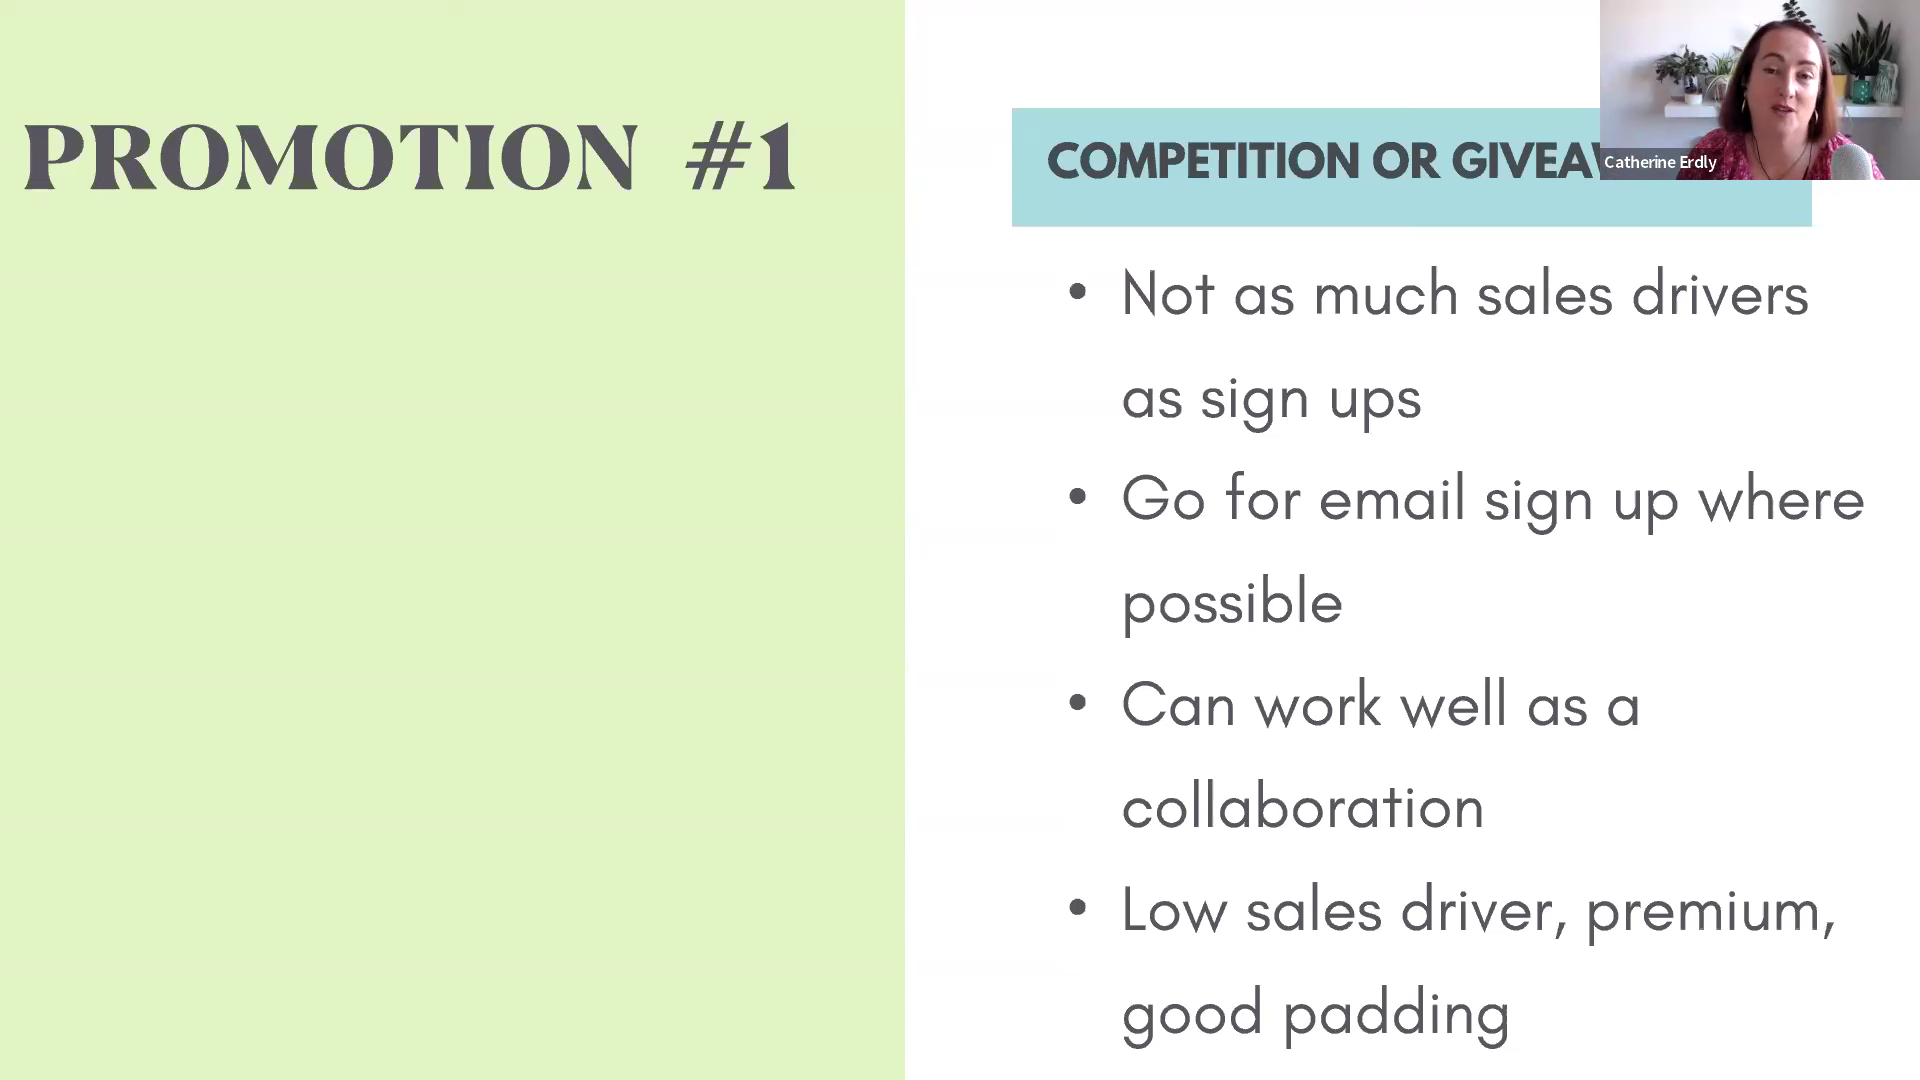 PROMOTION #1
COMPETITION OR
Catherine Erdly
• Not as much sales drivers
as sign ups
• Go for email sign up where
possible
• Can work well as a
collaboration
• Low sales driver, premium,
good padding